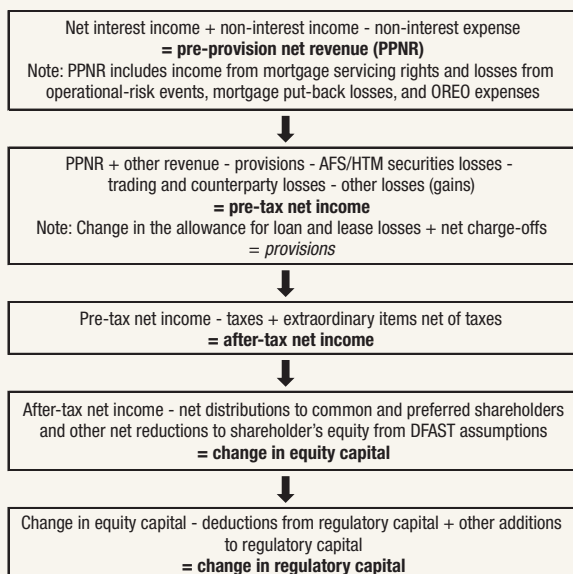 Net interest income + non-interest income - non-interest expense
= pre-provision net revenue (PPNR)
Note: PPNR includes income from mortgage servicing rights and losses from
operational-risk events, mortgage put-back losses, and OREO expenses
PPNR + other revenue - provisions - AFS/HTM securities losses -
trading and counterparty losses - other losses (gains)
= pre-tax net income
Note: Change in the allowance for loan and lease losses + net charge-offs
= provisions
Pre-tax net income - taxes + extraordinary items net of taxes
= after-tax net income
After-tax net income - net distributions to common and preferred shareholders
and other net reductions to shareholder's equity from DFAST assumptions
= change in equity capital
Change in equity capital - deductions from regulatory capital + other additions
to regulatory capital
= change in regulatory capital